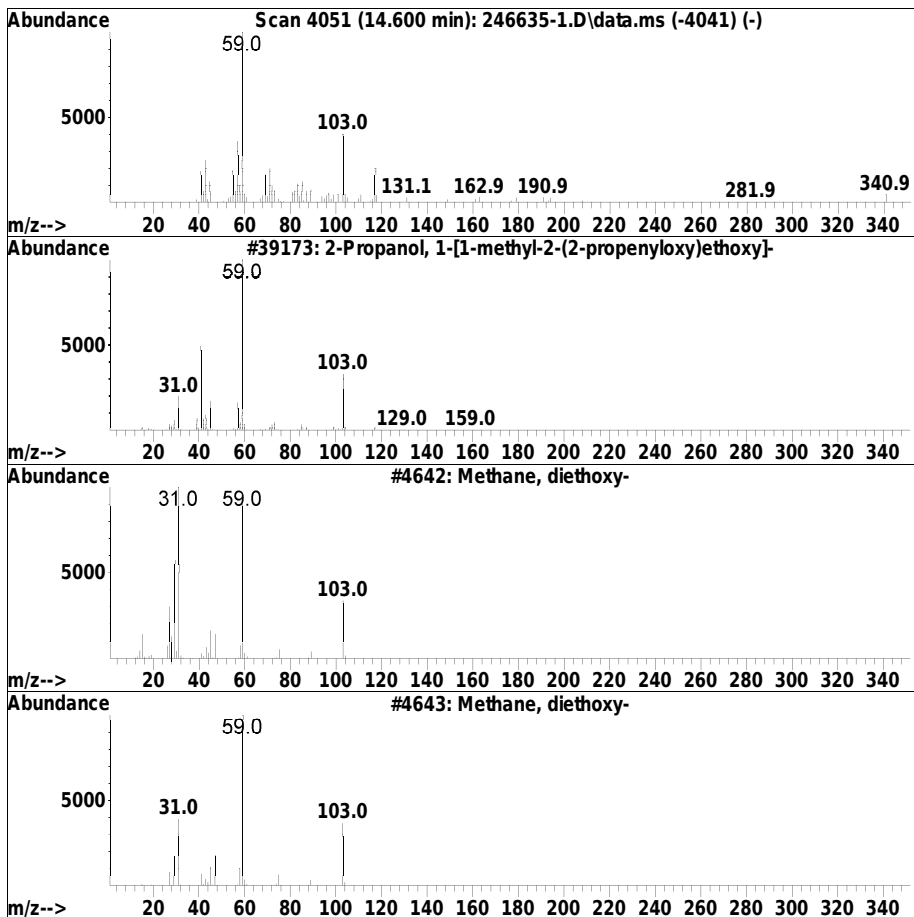 Abundance Scan 4051 (14.600 min): 246635-1.D\data.ms (-4041) (-)
59.0
5000
103.0
131.1 162.9 190.9 281.9 340.9
m/z--> 20 40 60 80 100 120 140 160 180 200 220 240 260 280 300 320 340
Abundance #39173: 2-Propanol, 1-[1-methyl-2-(2-propenyloxy)ethoxy]-
59.0
5000
103.0
31.0
129.0 159.0
m/z--> 20 40 60 80 100 120 140 160 180 200 220 240 260 280 300 320 340
Abundance #4642: Methane, diethoxy-
31.0 59.0
5000
103.0
m/z--> 20 40 60 80 100 120 140 160 180 200 220 240 260 280 300 320 340
Abundance #4643: Methane, diethoxy-
59.0
5000 31.0 103.0
m/z--> 20 40 60 80 100 120 140 160 180 200 220 240 260 280 300 320 340